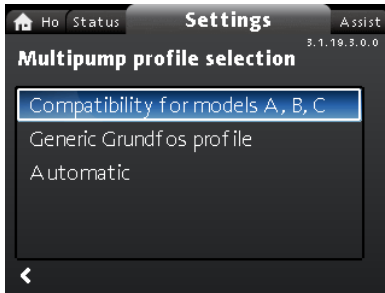 Ho Status Settings Assist
3.1.19.3.0.0
Multipump profile selection
Compatibility for models A, B, C
Generic Grundfos profile
Automatic